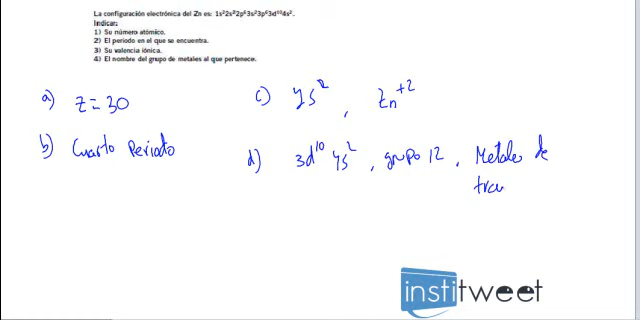 La configuración electrónica del Zn es: 1s²2s²2p⁶3s²3p⁶3d¹⁰4s².
Indicar:
1) Su número atómico.
2) El periodo en el que se encuentra.
3) Su valencia iónica.
4) El nombre del grupo de metales al que pertenece.
a) Z = 30
b) Cuarto Periodo
c) 4s² , Zn⁺²
d) 3d¹⁰ 4s² , grupo 12 , Metales de
tra
institweet